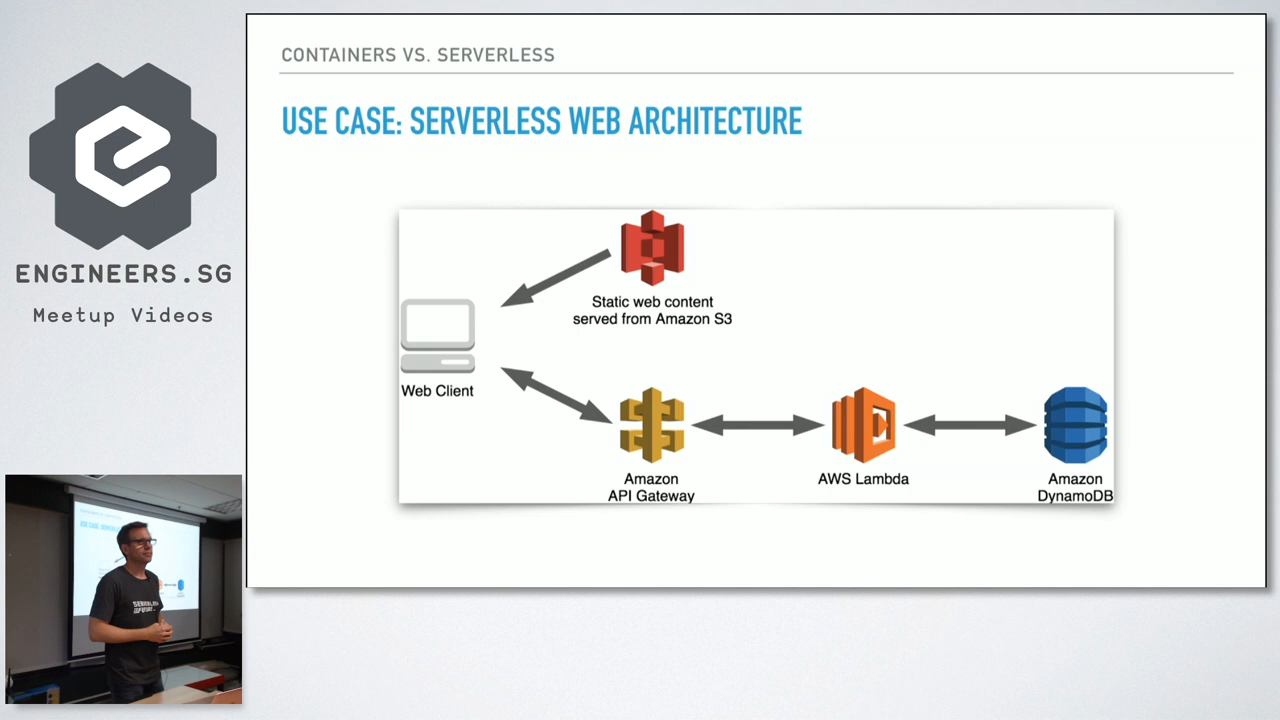 ENGINEERS.SG
Meetup Videos
CONTAINERS VS. SERVERLESS
USE CASE: SERVERLESS WEB ARCHITECTURE
Static web content
served from Amazon S3
Web Client
Amazon
API Gateway
AWS Lambda
Amazon
DynamoDB